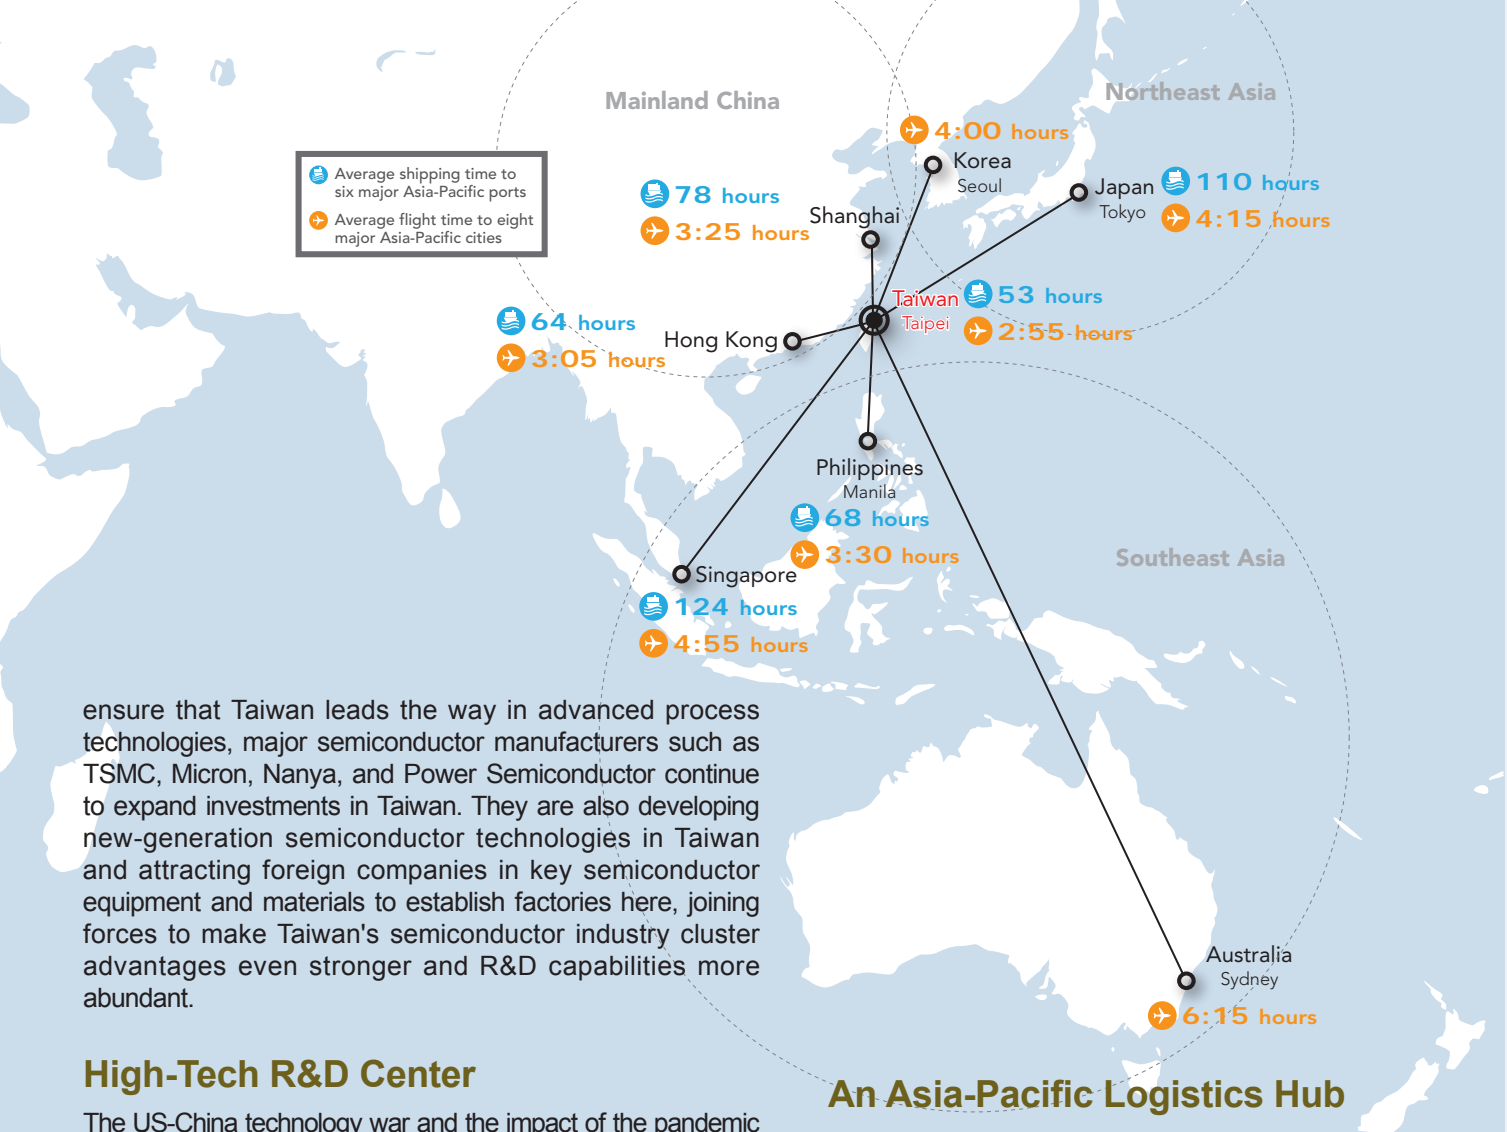 Mainland China
Northeast Asia
Average shipping time to
six major Asia-Pacific ports
Average flight time to eight
major Asia-Pacific cities
4:00 hours
Korea
Seoul
78 hours
3:25 hours
Shanghai
Japan
Tokyo
110 hours
4:15 hours
Taiwan
Taipei
53 hours
2:55 hours
64 hours
3:05 hours
Hong Kong
Philippines
Manila
68 hours
3:30 hours
Southeast Asia
Singapore
124 hours
4:55 hours
Australia
Sydney
6:15 hours
ensure that Taiwan leads the way in advanced process
technologies, major semiconductor manufacturers such as
TSMC, Micron, Nanya, and Power Semiconductor continue
to expand investments in Taiwan. They are also developing
new-generation semiconductor technologies in Taiwan
and attracting foreign companies in key semiconductor
equipment and materials to establish factories here, joining
forces to make Taiwan's semiconductor industry cluster
advantages even stronger and R&D capabilities more
abundant.
High-Tech R&D Center
The US-China technology war and the impact of the pandemic
An Asia-Pacific Logistics Hub